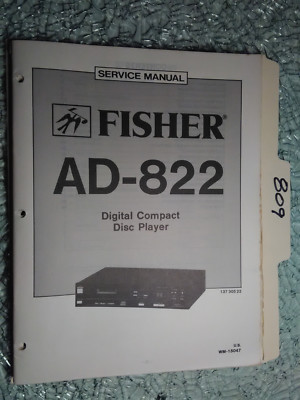 SERVICE MANUAL
FISHER®
AD-822
Digital Compact
Disc Player
809
U.S.